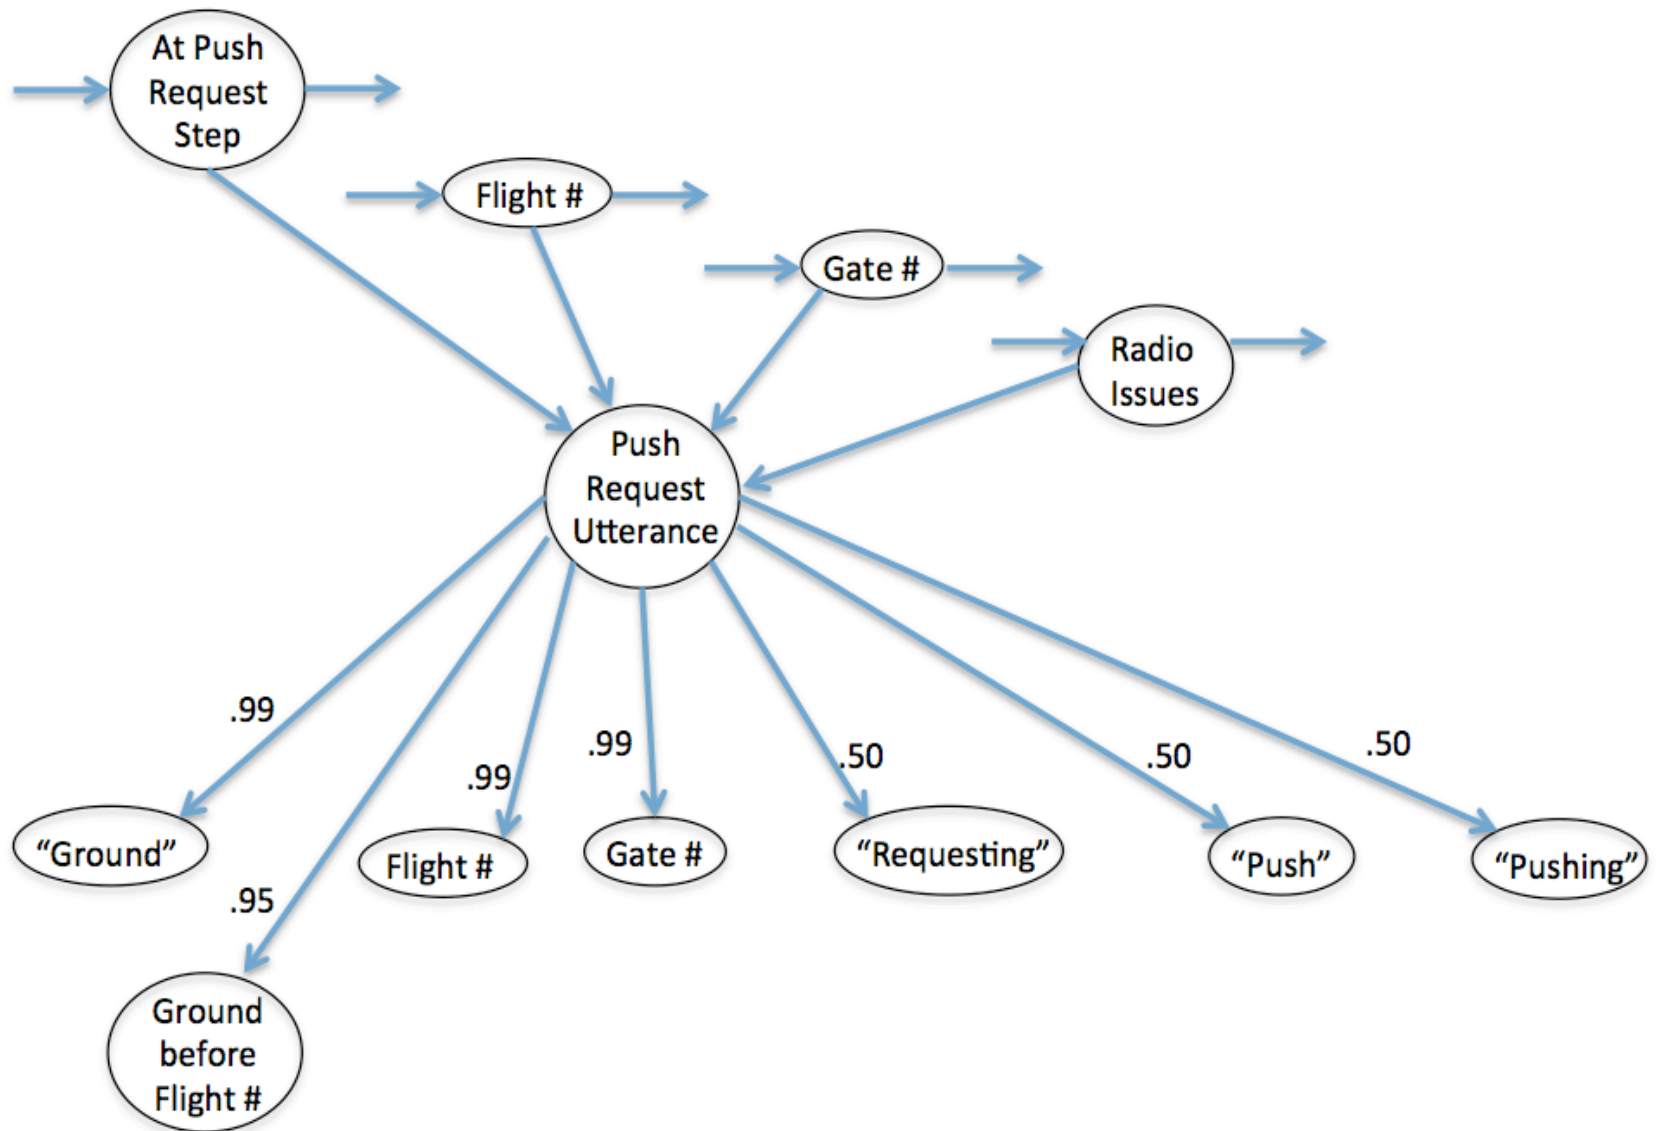 At Push
Request
Step
Flight #
Gate #
Radio
Issues
Push
Request
Utterance
.99
.99
.99
.50
.50
.50
“Ground”
Flight #
Gate #
“Requesting”
“Push”
“Pushing”
.95
Ground
before
Flight #